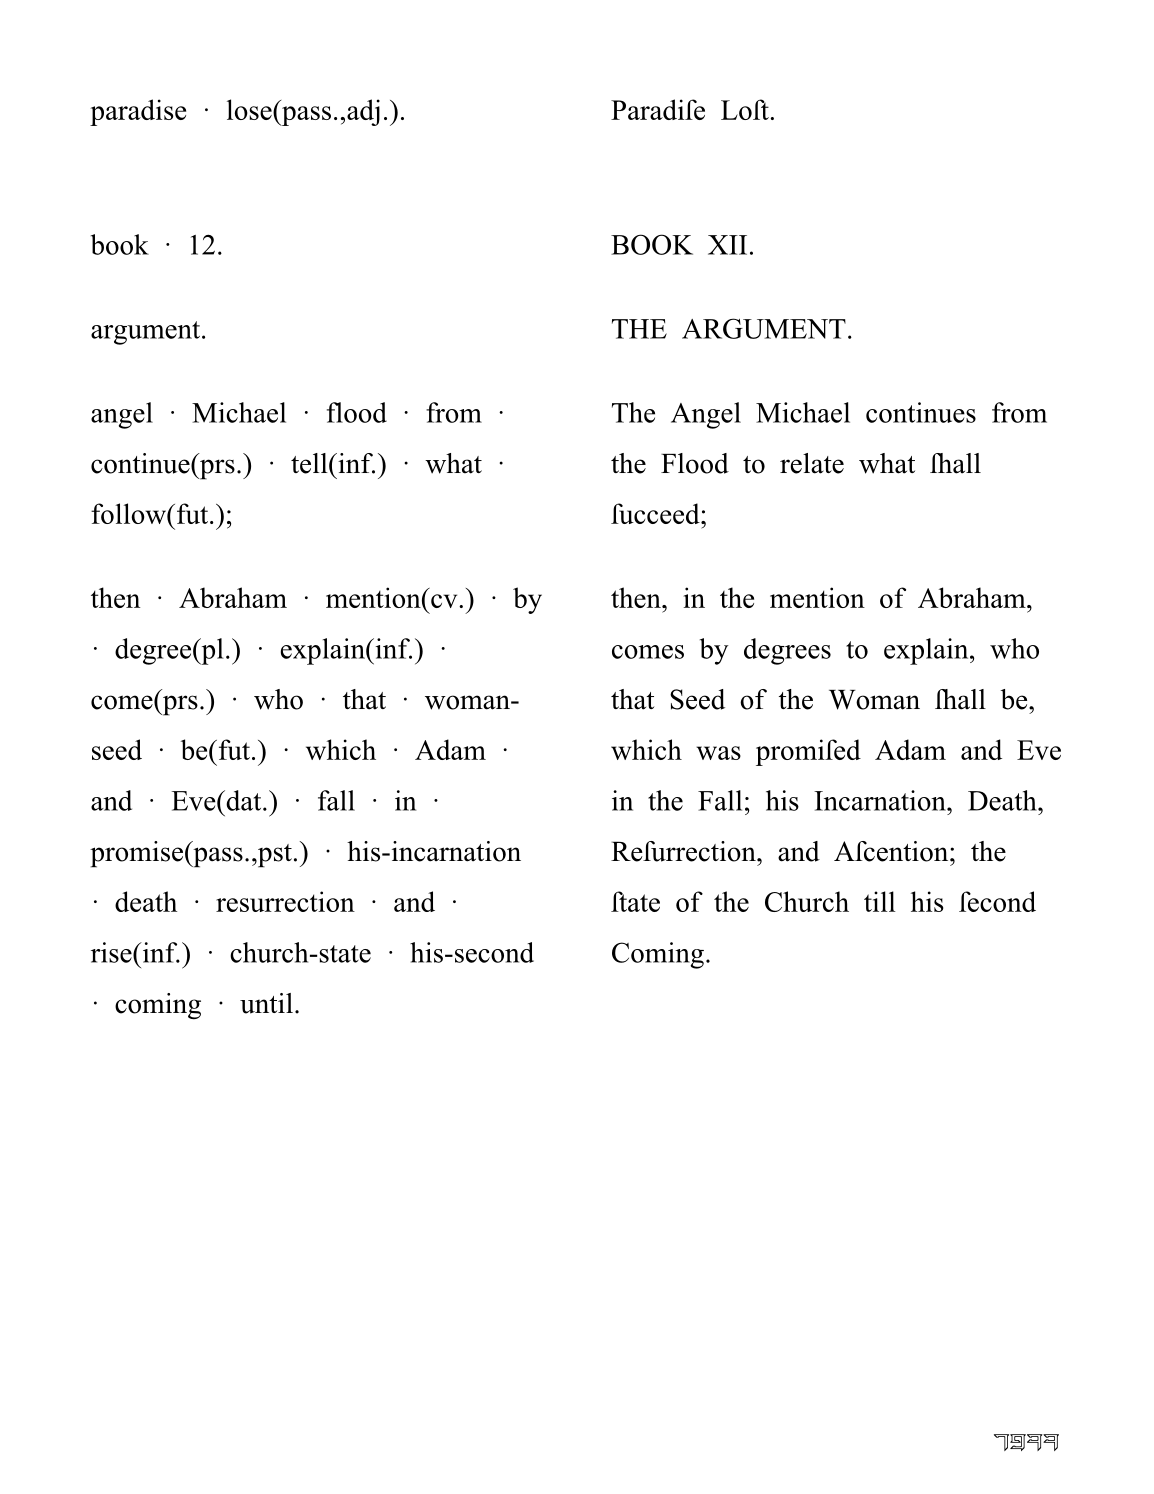 paradise · lose(pass.,adj.).
book · 12.
argument.
angel · Michael · flood · from ·
continue(prs.) · tell(inf.) · what ·
follow(fut.);
then · Abraham · mention(cv.) · by
· degree(pl.) · explain(inf.) ·
come(prs.) · who · that · woman-
seed · be(fut.) · which · Adam ·
and · Eve(dat.) · fall · in ·
promise(pass.,pst.) · his-incarnation
· death · resurrection · and ·
rise(inf.) · church-state · his-second
· coming · until.
Paradiſe Loſt.
BOOK XII.
THE ARGUMENT.
The Angel Michael continues from
the Flood to relate what ſhall
ſucceed;
then, in the mention of Abraham,
comes by degrees to explain, who
that Seed of the Woman ſhall be,
which was promiſed Adam and Eve
in the Fall; his Incarnation, Death,
Reſurrection, and Aſcention; the
ſtate of the Church till his ſecond
Coming.